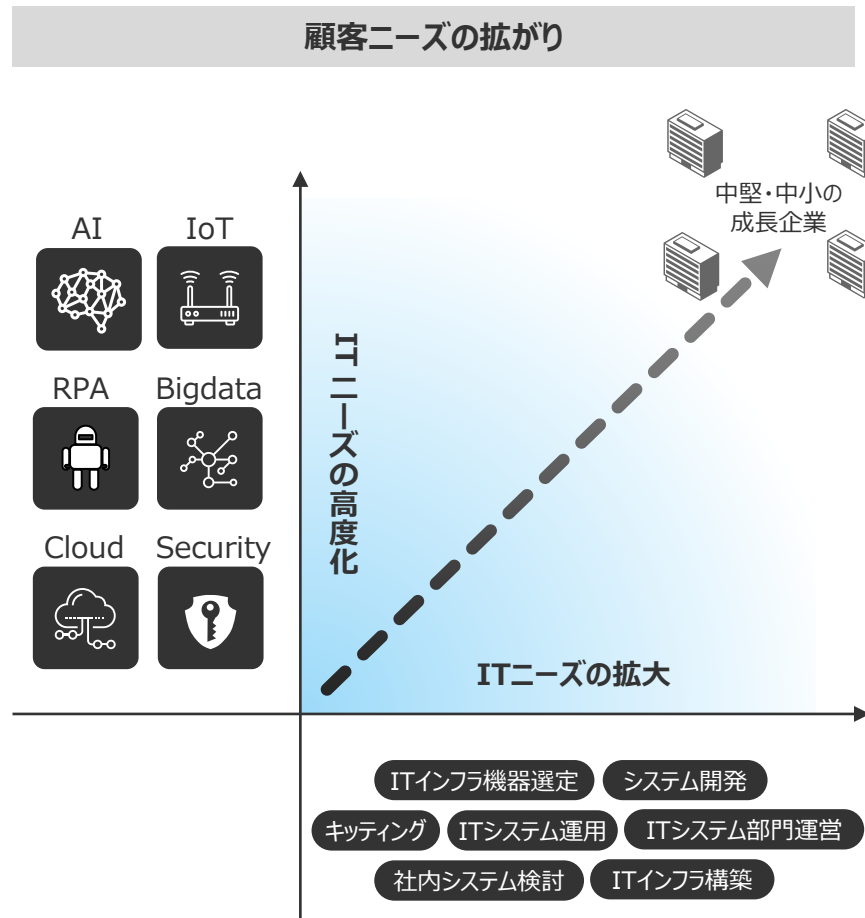 顧客ニーズの拡がり
中堅・中小の
成長企業
AI
IoT
RPA
Bigdata
Cloud
Security
ITニーズの高度化
ITニーズの拡大
ITインフラ機器選定
システム開発
キッティング
ITシステム運用
ITシステム部門運営
社内システム検討
ITインフラ構築